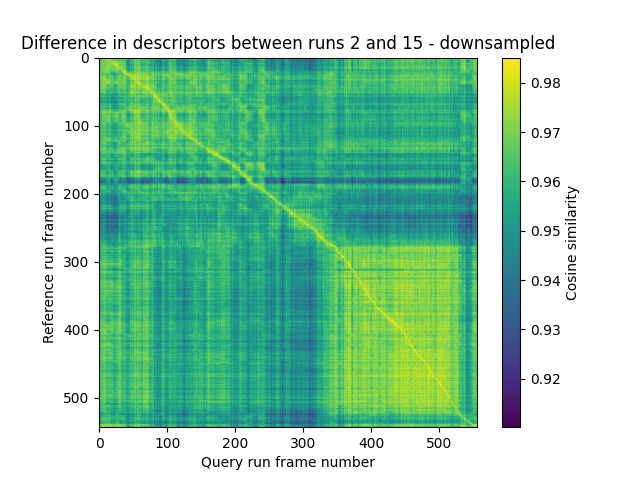 Difference in descriptors between runs 2 and 15 - downsampled
0
100
200
300
400
500
Reference run frame number
0 100 200 300 400 500
Query run frame number
0.98
0.97
0.96
0.95
0.94
0.93
0.92
Cosine similarity